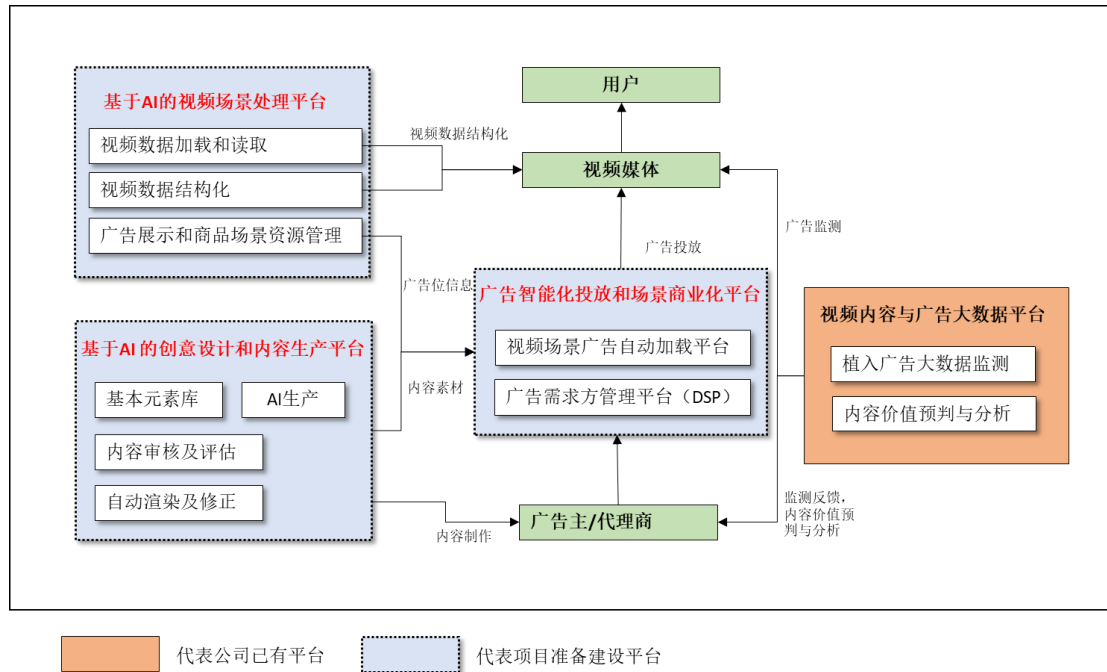 基于AI的视频场景处理平台
视频数据加载和读取
视频数据结构化
广告展示和商品场景资源管理
视频数据结构化
用户
视频媒体
广告监测
广告投放
广告位信息
广告智能化投放和场景商业化平台
视频场景广告自动加载平台
广告需求方管理平台（DSP）
视频内容与广告大数据平台
植入广告大数据监测
内容价值预判与分析
基于AI 的创意设计和内容生产平台
基本元素库
AI生产
内容审核及评估
自动渲染及修正
内容素材
内容制作
广告主/代理商
监测反馈，
内容价值预
判与分析
代表公司已有平台
代表项目准备建设平台